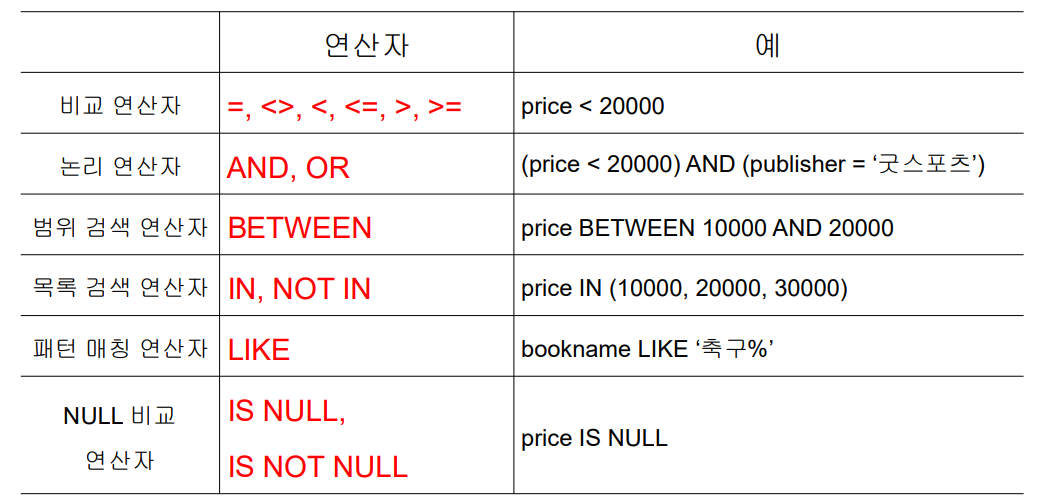 연산자 예
비교 연산자 =, <>, <, <=, >, >= price < 20000
논리 연산자 AND, OR (price < 20000) AND (publisher = ‘굿스포츠’)
범위 검색 연산자 BETWEEN price BETWEEN 10000 AND 20000
목록 검색 연산자 IN, NOT IN price IN (10000, 20000, 30000)
패턴 매칭 연산자 LIKE bookname LIKE ‘축구%’
NULL 비교
연산자
IS NULL,
IS NOT NULL
price IS NULL